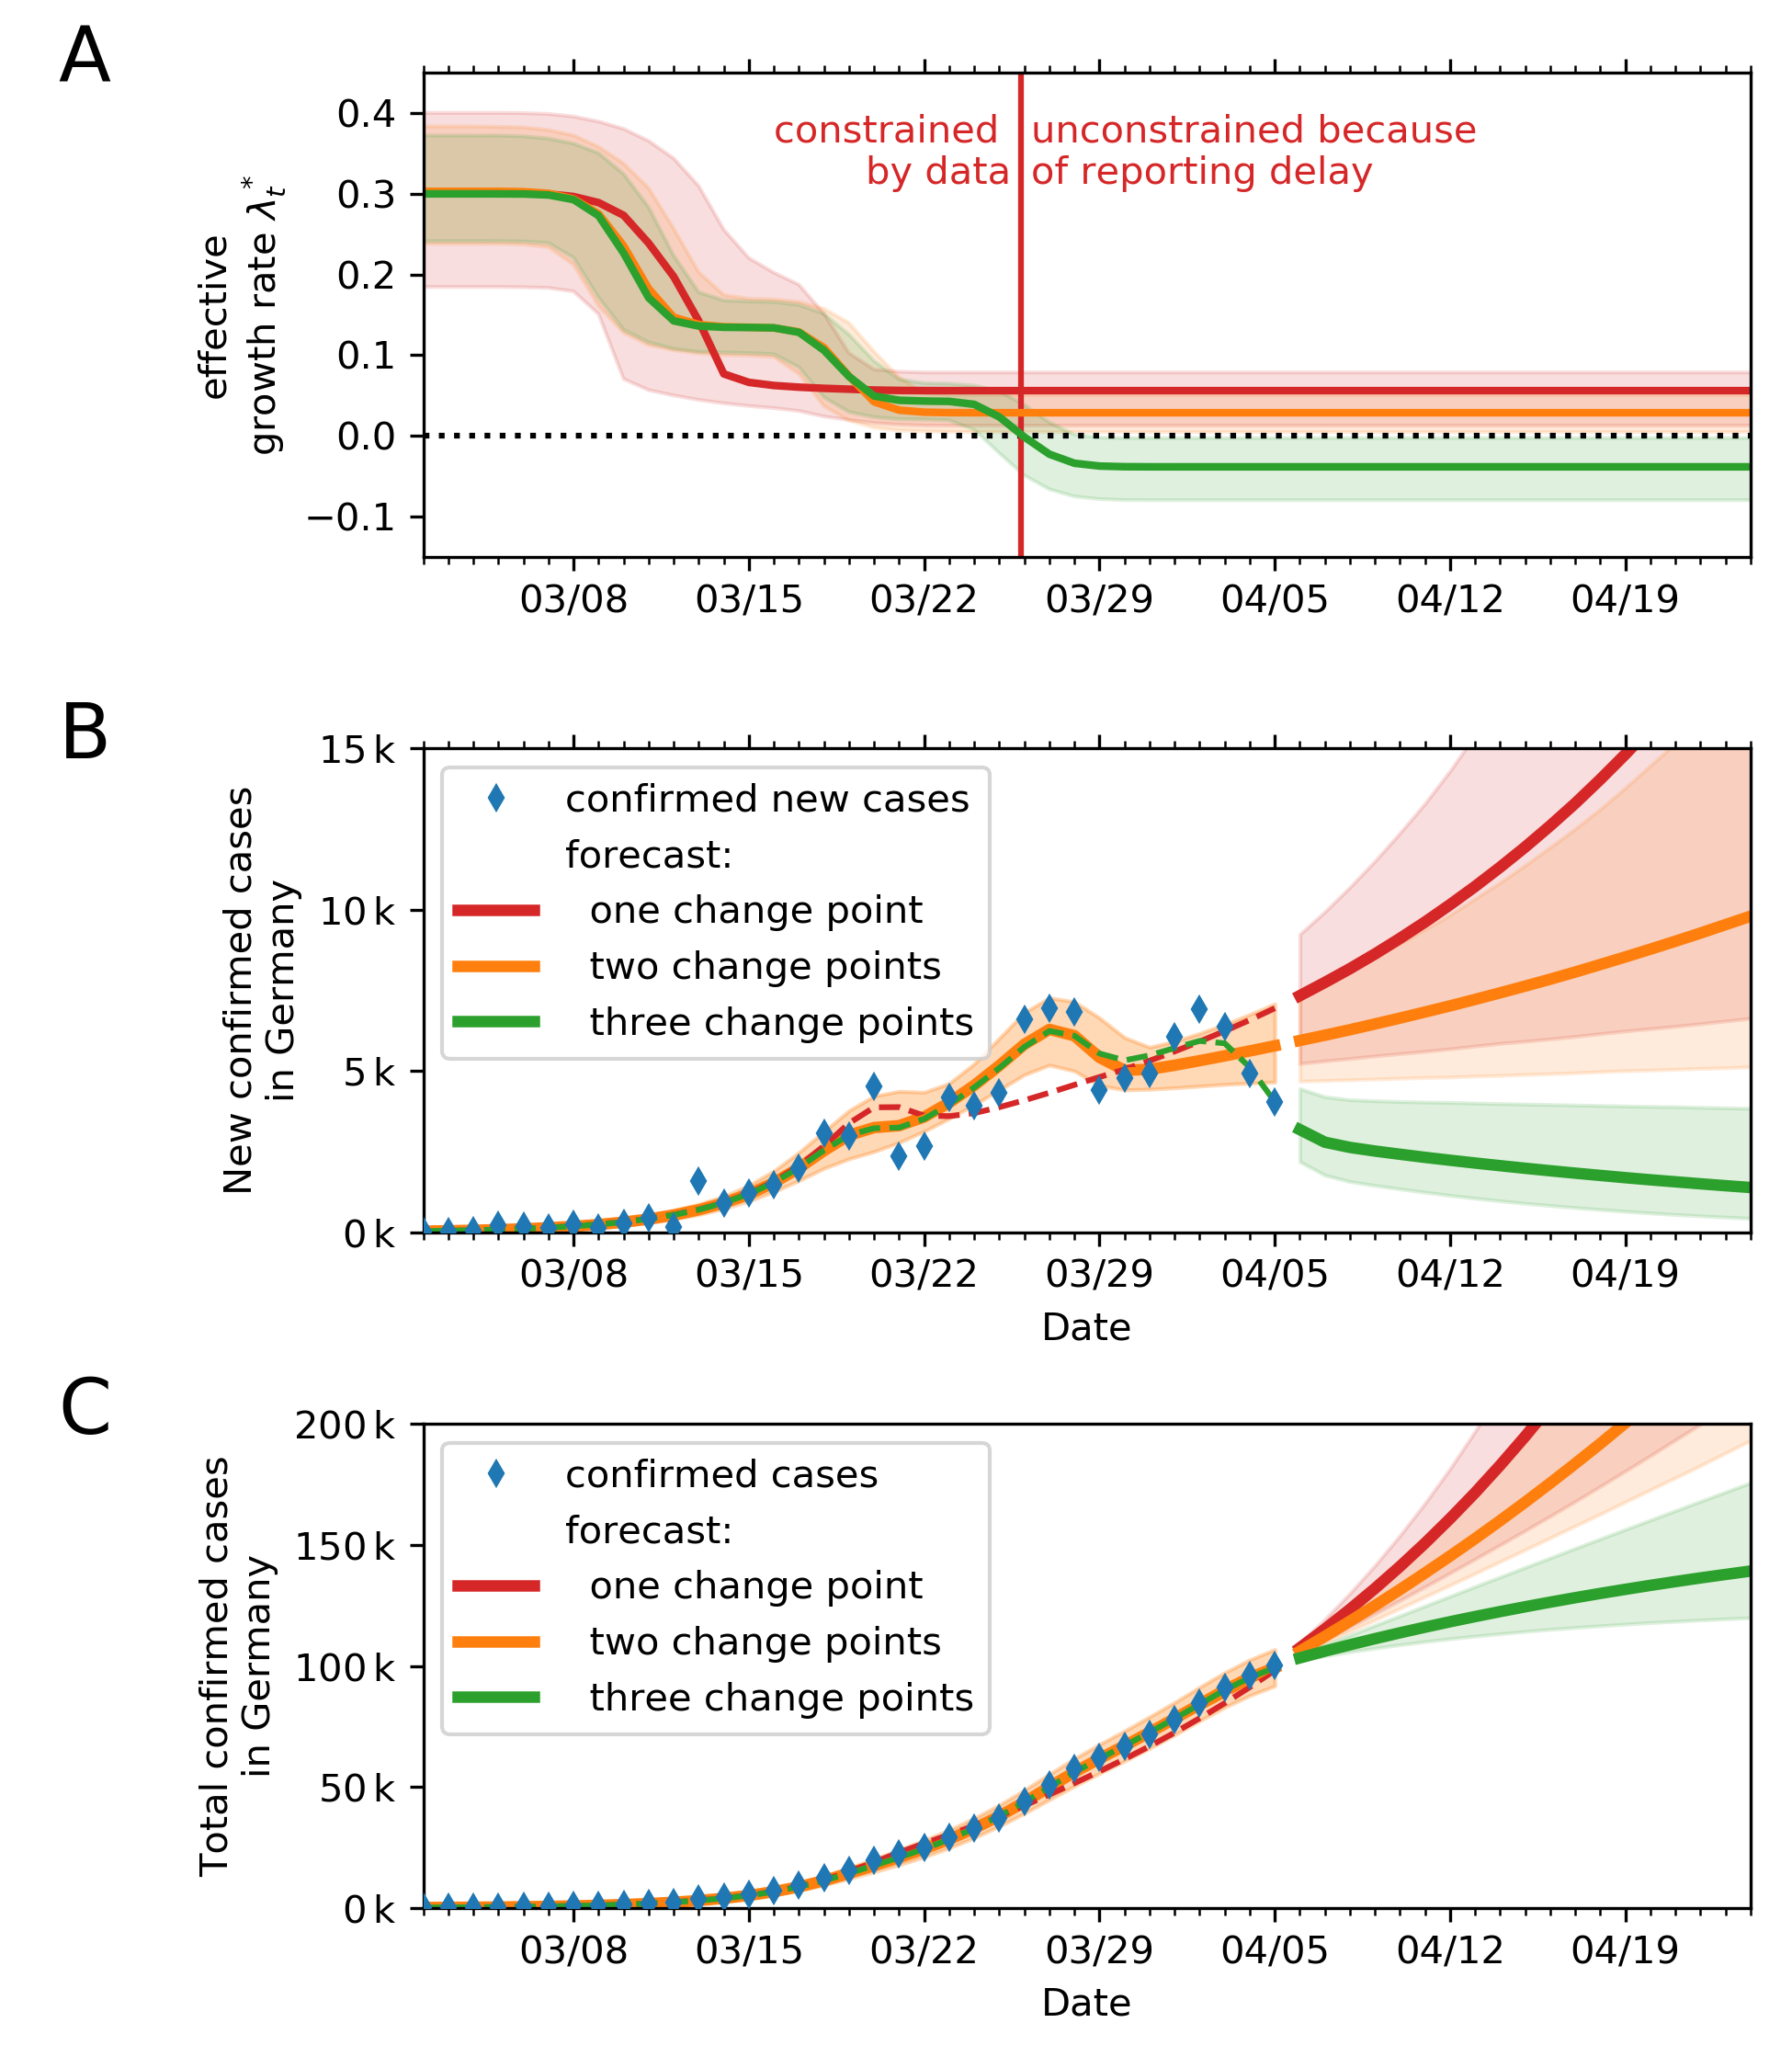 A
effective
growth rate λ*t
0.4
0.3
0.2
0.1
0.0
−0.1
constrained
by data
unconstrained because
of reporting delay
03/08 03/15 03/22 03/29 04/05 04/12 04/19
B
New confirmed cases
in Germany
15 k
10 k
5 k
0 k
confirmed new cases
forecast:
one change point
two change points
three change points
03/08 03/15 03/22 03/29 04/05 04/12 04/19
Date
C
Total confirmed cases
in Germany
200 k
150 k
100 k
50 k
0 k
confirmed cases
forecast:
one change point
two change points
three change points
03/08 03/15 03/22 03/29 04/05 04/12 04/19
Date